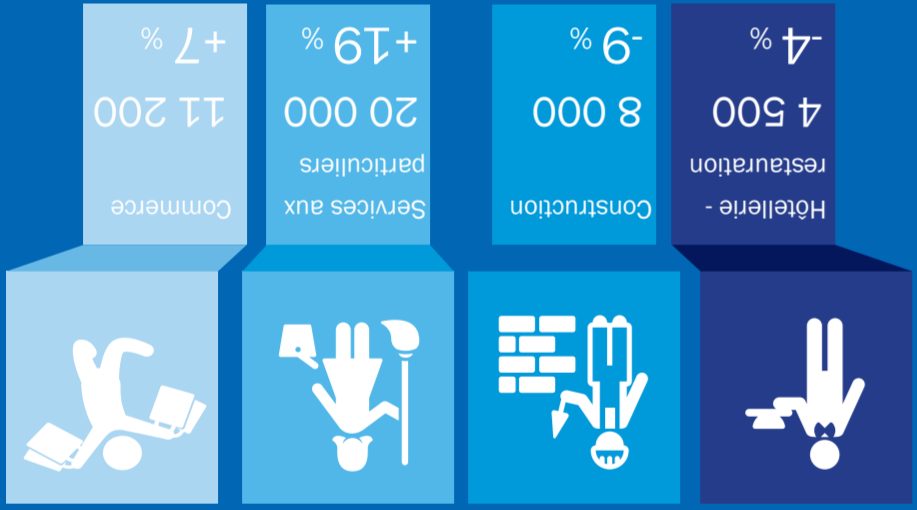 Hôtellerie -
restauration
4 500
-4 %
Construction
8 000
-9 %
Services aux
particuliers
20 000
+19 %
Commerce
11 200
+7 %